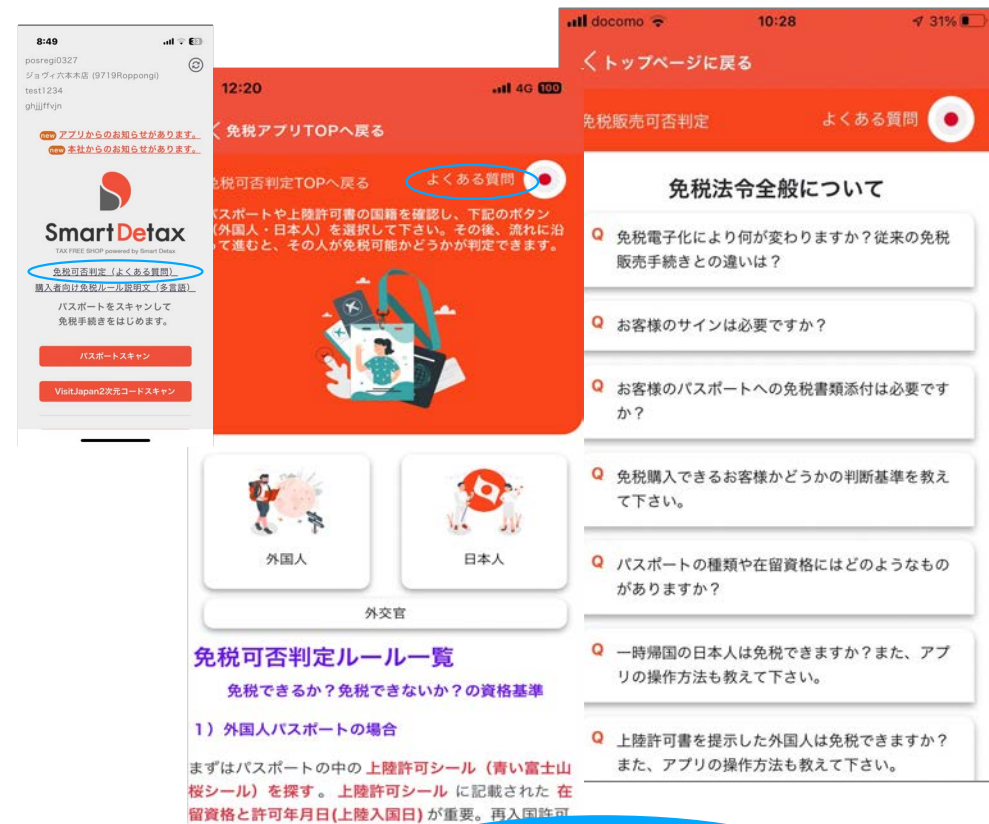 8:49
posregi0327
ジョヴィ六本木店 (9719Roppongi)
test1234
ghjjjffvjn
new アプリからのお知らせがあります。
new 本社からのお知らせがあります。
SmartDetax
TAX FREE SHOP powered by Smart Detax
免税可否判定（よくある質問）
購入者向け免税ルール説明文（多言語）
パスポートをスキャンして
免税手続きをはじめます。
パスポートスキャン
VisitJapan2次元コードスキャン
12:20
4G 100
免税アプリTOPへ戻る
免税可否判定TOPへ戻る
よくある質問
パスポートや上陸許可書の国籍を確認し、下記のボタン
（外国人・日本人）を選択して下さい。その後、流れに沿
って進むと、その人が免税可能かどうかが判定できます。
外国人
日本人
外交官
免税可否判定ルール一覧
免税できるか？免税できないか？の資格基準
1）外国人パスポートの場合
まずはパスポートの中の 上陸許可シール（青い富士山
桜シール）を探す 。 上陸許可シール に記載された 在
留資格と許可年月日(上陸入国日) が重要。再入国許可
docomo
10:28
31%
トップページに戻る
免税販売可否判定
よくある質問
免税法令全般について
Q 免税電子化により何が変わりますか？従来の免税
販売手続きとの違いは？
Q お客様のサインは必要ですか？
Q お客様のパスポートへの免税書類添付は必要です
か？
Q 免税購入できるお客様かどうかの判断基準を教え
て下さい。
Q パスポートの種類や在留資格にはどのようなもの
がありますか？
Q 一時帰国の日本人は免税できますか？また、アプ
リの操作方法も教えて下さい。
Q 上陸許可書を提示した外国人は免税できますか？
また、アプリの操作方法も教えて下さい。